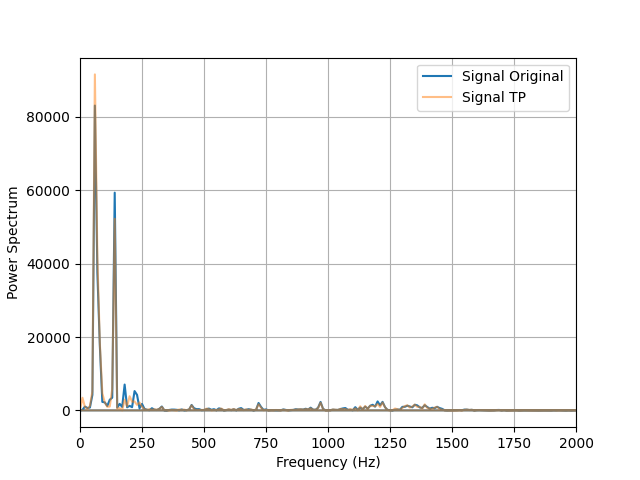 Signal Original
Signal TP
80000
60000
40000
20000
0
Power Spectrum
0 250 500 750 1000 1250 1500 1750 2000
Frequency (Hz)